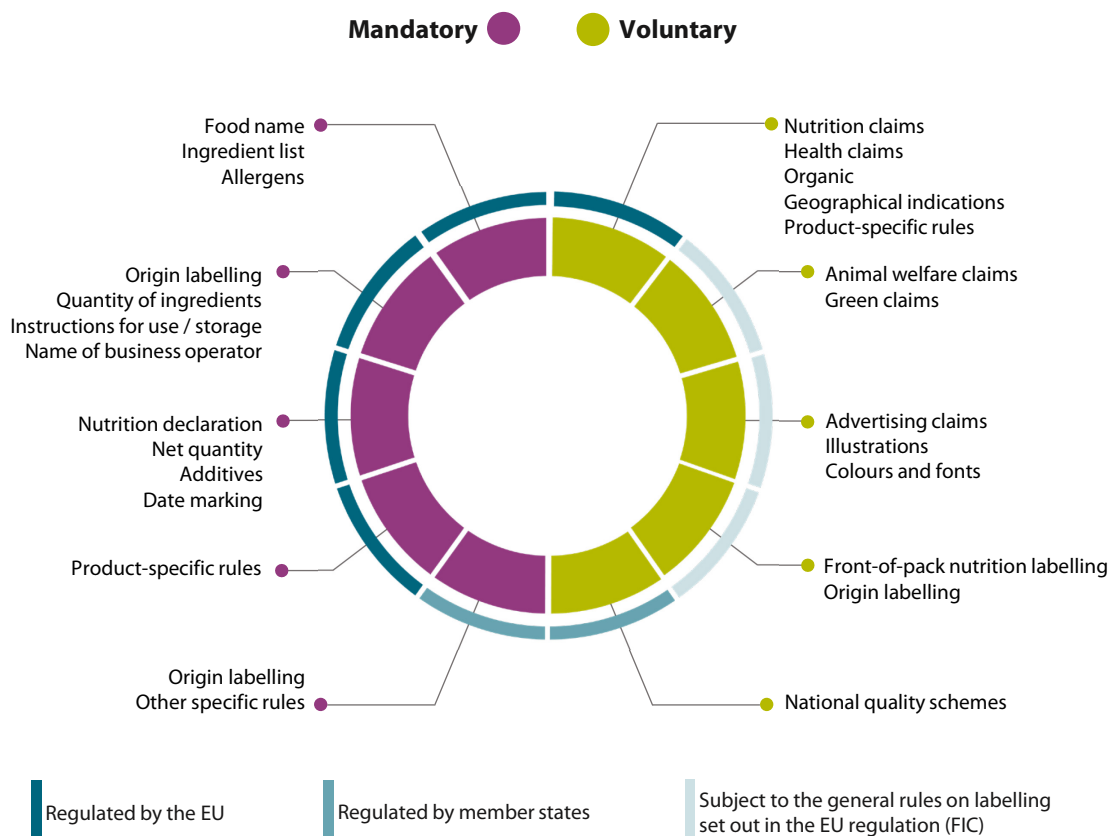 Mandatory
Voluntary
Food name
Ingredient list
Allergens
Nutrition claims
Health claims
Organic
Geographical indications
Product-specific rules
Origin labelling
Quantity of ingredients
Instructions for use / storage
Name of business operator
Animal welfare claims
Green claims
Nutrition declaration
Net quantity
Additives
Date marking
Advertising claims
Illustrations
Colours and fonts
Product-specific rules
Front-of-pack nutrition labelling
Origin labelling
Origin labelling
Other specific rules
National quality schemes
Regulated by the EU
Regulated by member states
Subject to the general rules on labelling
set out in the EU regulation (FIC)